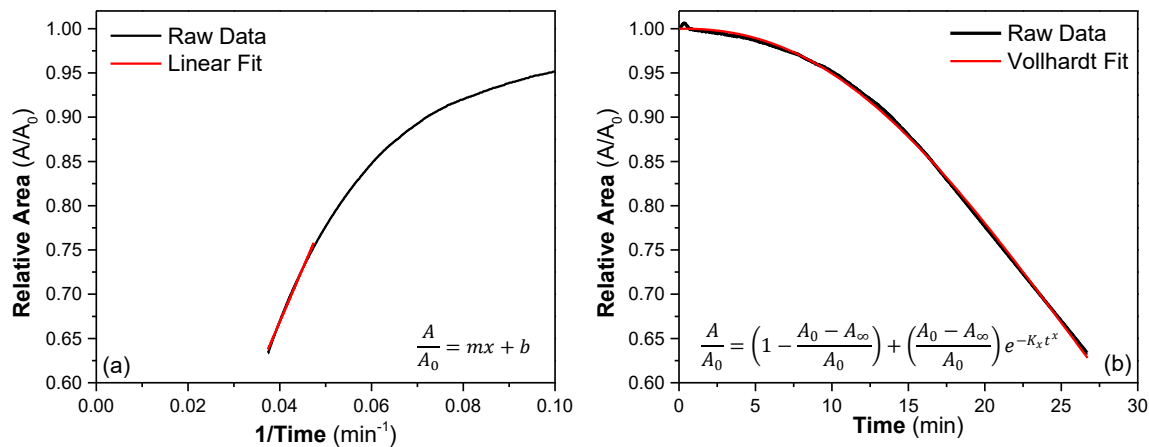 1.00
0.95
0.90
0.85
0.80
0.75
0.70
0.65
0.60
Relative Area (A/A₀)
Raw Data
Linear Fit
A/A₀ = mx + b
(a)
0.00 0.02 0.04 0.06 0.08 0.10
1/Time (min⁻¹)
1.00
0.95
0.90
0.85
0.80
0.75
0.70
0.65
0.60
Relative Area (A/A₀)
Raw Data
Vollhardt Fit
A/A₀ = (1 − (A₀ − A∞)/A₀) + ((A₀ − A∞)/A₀) e^(−Kₓtˣ)
(b)
0 5 10 15 20 25 30
Time (min)